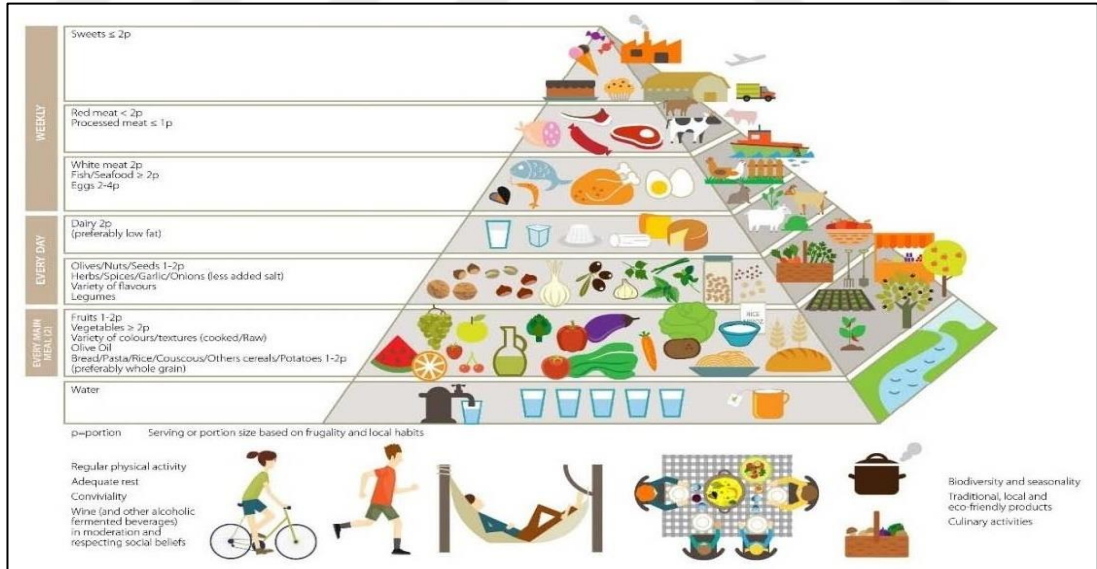 WEEKLY
Sweets ≤ 2p
Red meat < 2p
Processed meat ≤ 1p
White meat 2p
Fish/Seafood ≥ 2p
Eggs 2-4p
EVERY DAY
Dairy 2p
(preferably low fat)
Olives/Nuts/Seeds 1-2p
Herbs/Spices/Garlic/Onions (less added salt)
Variety of flavours
Legumes
EVERY MAIN
MEAL(2)
Fruits 1-2p
Vegetables ≥ 2p
Variety of colours/textures (cooked/Raw)
Olive Oil
Bread/Pasta/Rice/Couscous/Others cereals/Potatoes 1-2p
(preferably whole grain)
RICE
Water
p=portion Serving or portion size based on frugality and local habits
Regular physical activity
Adequate rest
Conviviality
Wine (and other alcoholic
fermented beverages)
in moderation and
respecting social beliefs
Biodiversity and seasonality
Traditional, local and
eco-friendly products
Culinary activities